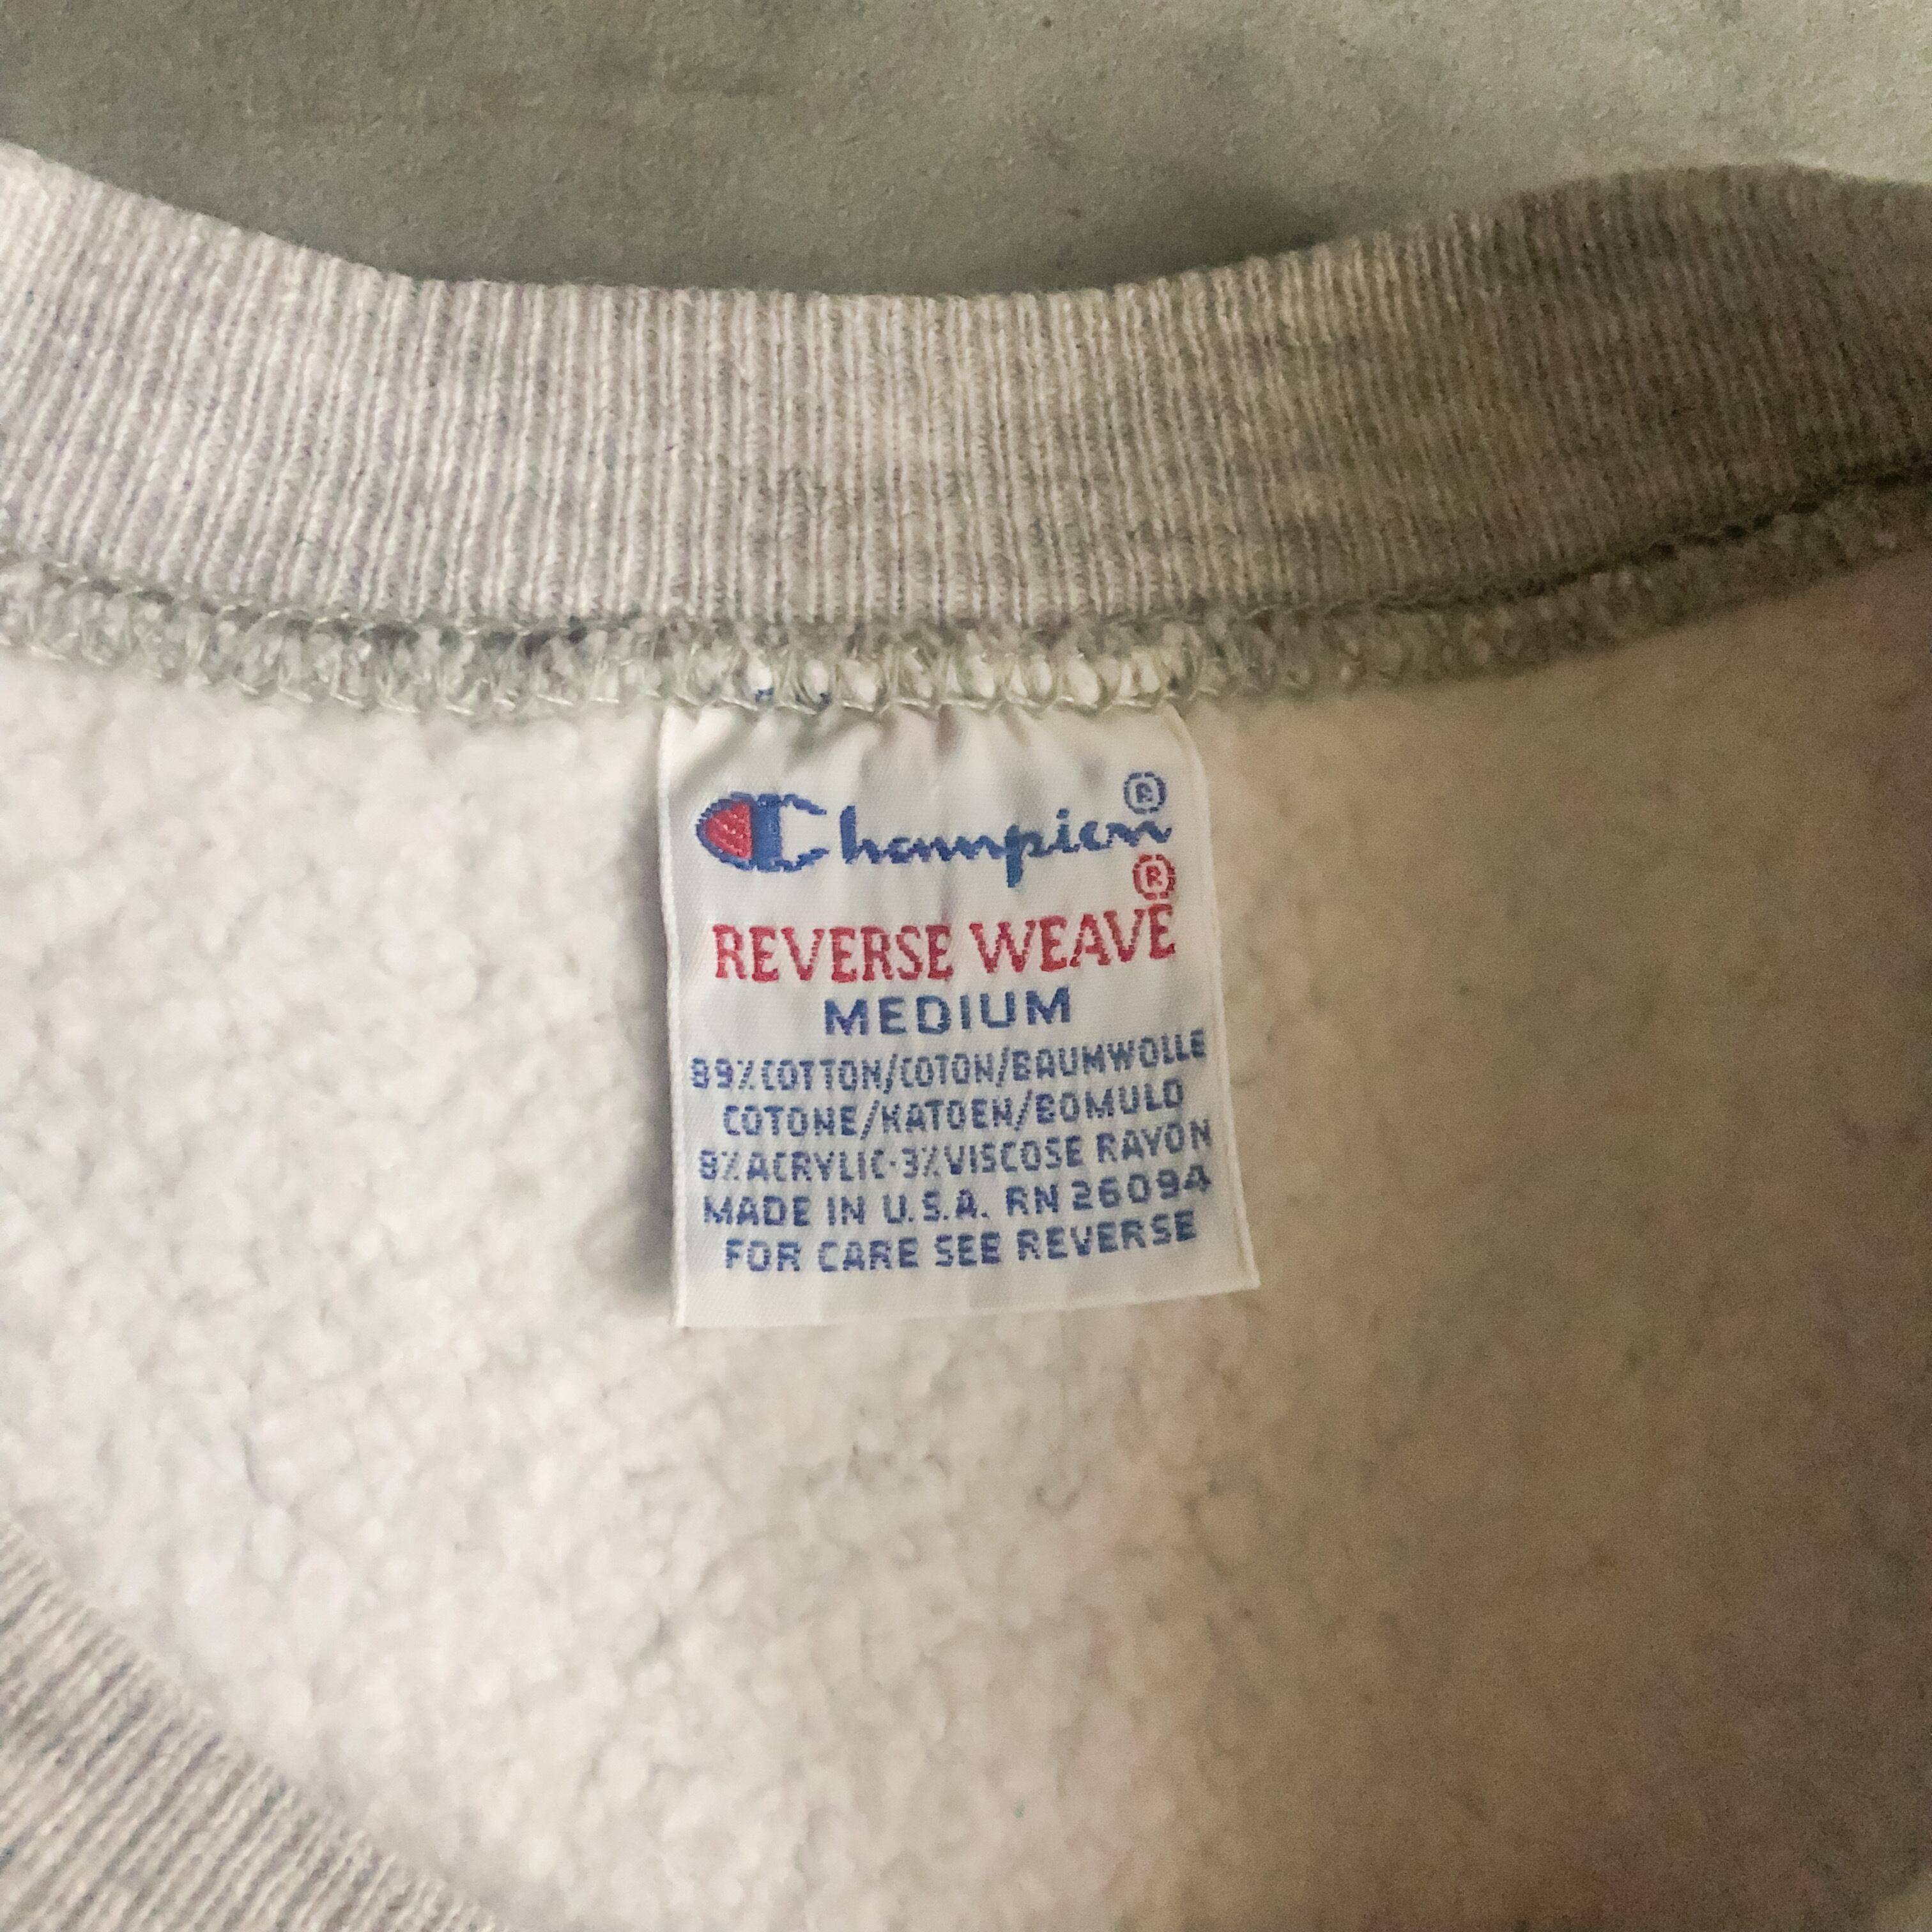 Champion®
REVERSE WEAVE®
MEDIUM
89% COTTON/COTON/BAUMWOLLE
COTONE/KATOEN/BOMULD
8% ACRYLIC·3% VISCOSE RAYON
MADE IN U.S.A. RN 26094
FOR CARE SEE REVERSE